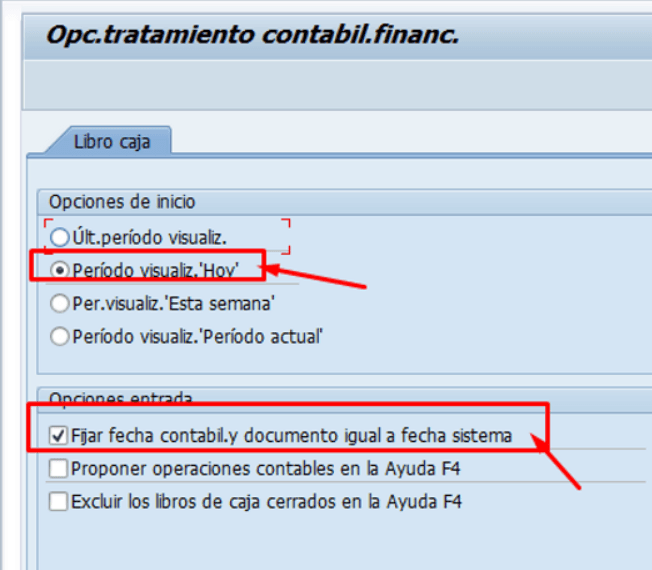 Opc.tratamiento contabil.financ.
Libro caja
Opciones de inicio
Últ.período visualiz.
Período visualiz.'Hoy'
Per.visualiz.'Esta semana'
Período visualiz.'Período actual'
Opciones entrada
Fijar fecha contabil.y documento igual a fecha sistema
Proponer operaciones contables en la Ayuda F4
Excluir los libros de caja cerrados en la Ayuda F4